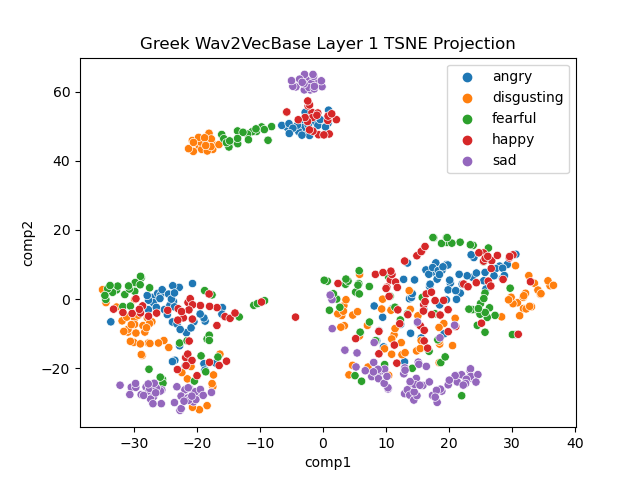 Greek Wav2VecBase Layer 1 TSNE Projection
angry
disgusting
fearful
happy
sad
60
40
20
0
−20
comp2
−30 −20 −10 0 10 20 30 40
comp1